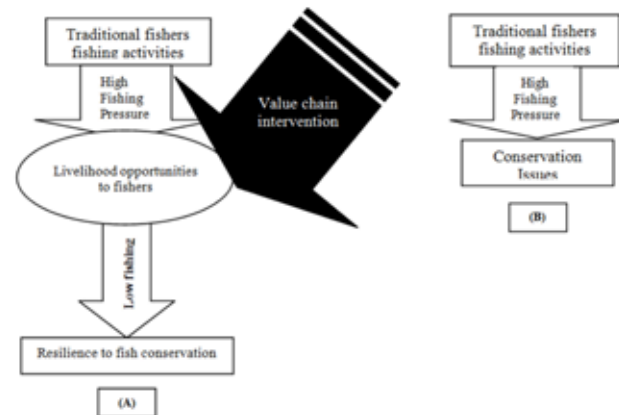 Traditional fishers
fishing activities
High
Fishing
Pressure
Value chain
intervention
Livelihood opportunities
to fishers
Low fishing
Resilience to fish conservation
(A)
Traditional fishers
fishing activities
High
Fishing
Pressure
Conservation
Issues
(B)